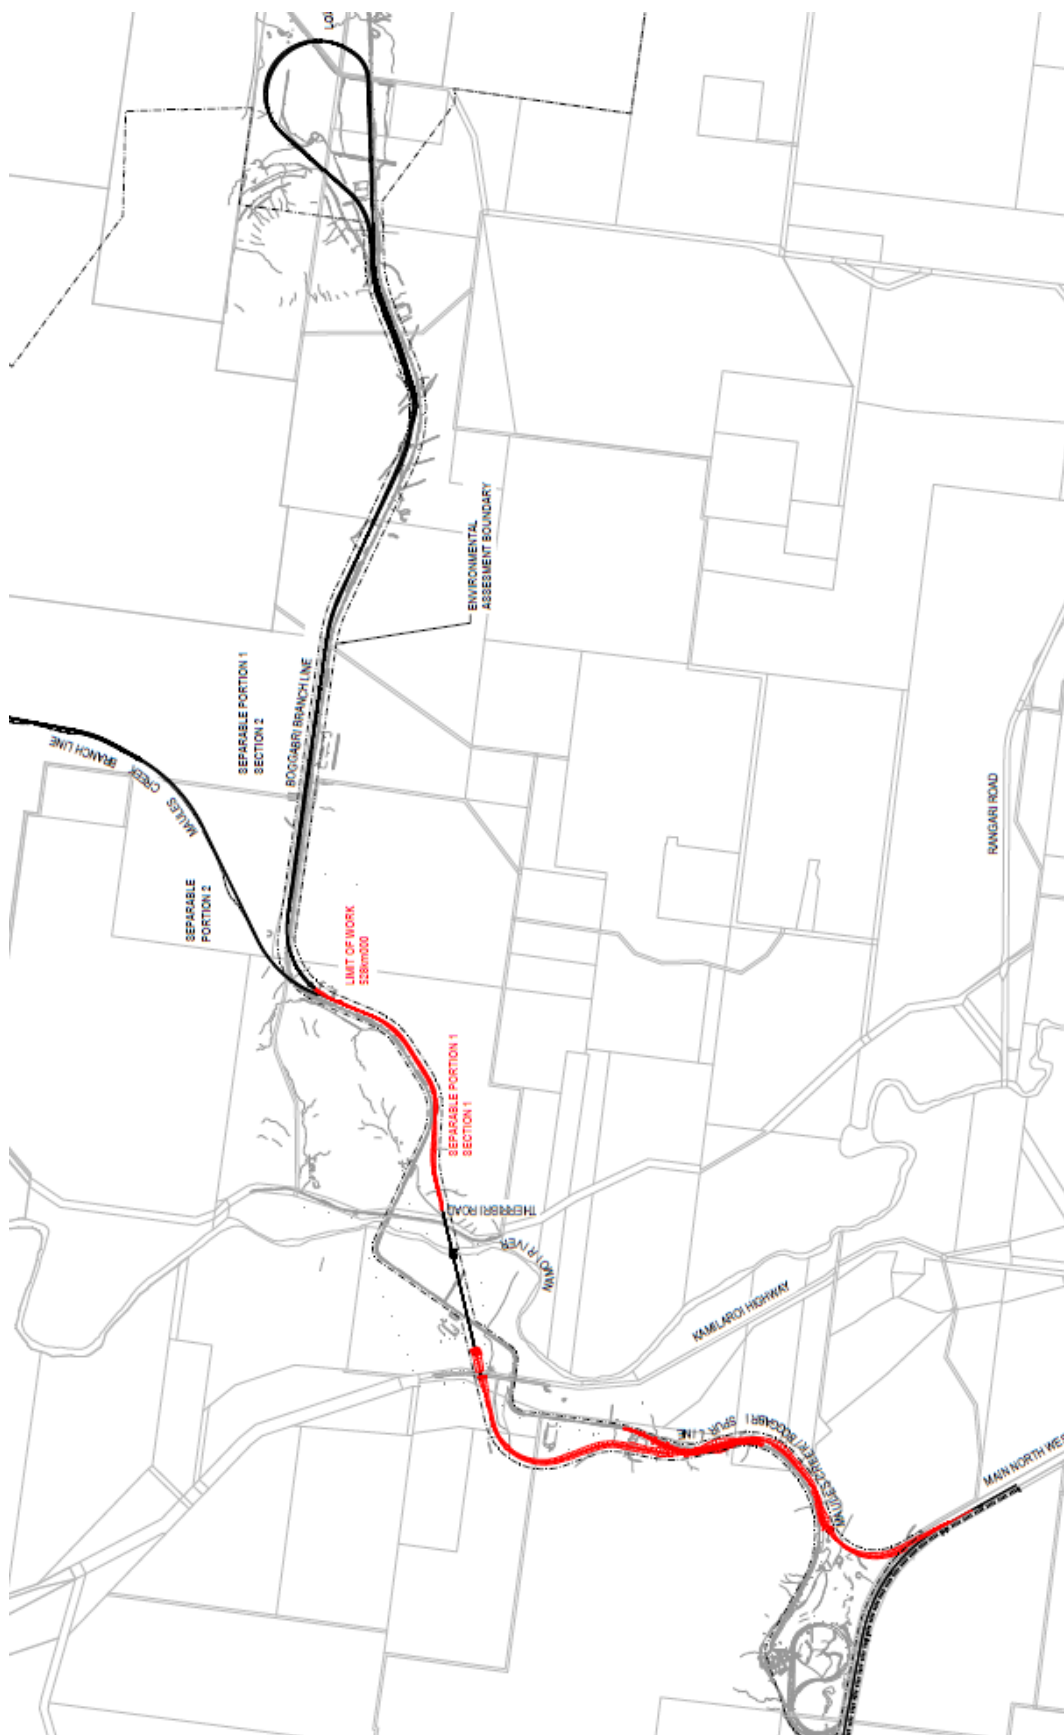 ENVIRONMENTAL
ASSESMENT BOUNDARY
SEPARABLE PORTION 1
SECTION 2
BOGGABRI BRANCH LINE
MAULES CREEK BRANCH LINE
SEPARABLE
PORTION 2
RANGARI ROAD
LIMIT OF WORK
528km000
SEPARABLE PORTION 1
SECTION 1
THERRIBRI ROAD
NAMOI RIVER
KAMILAROI HIGHWAY
MAULES CREEK / BOGGABRI SPUR LINE
MAIN NORTH WES